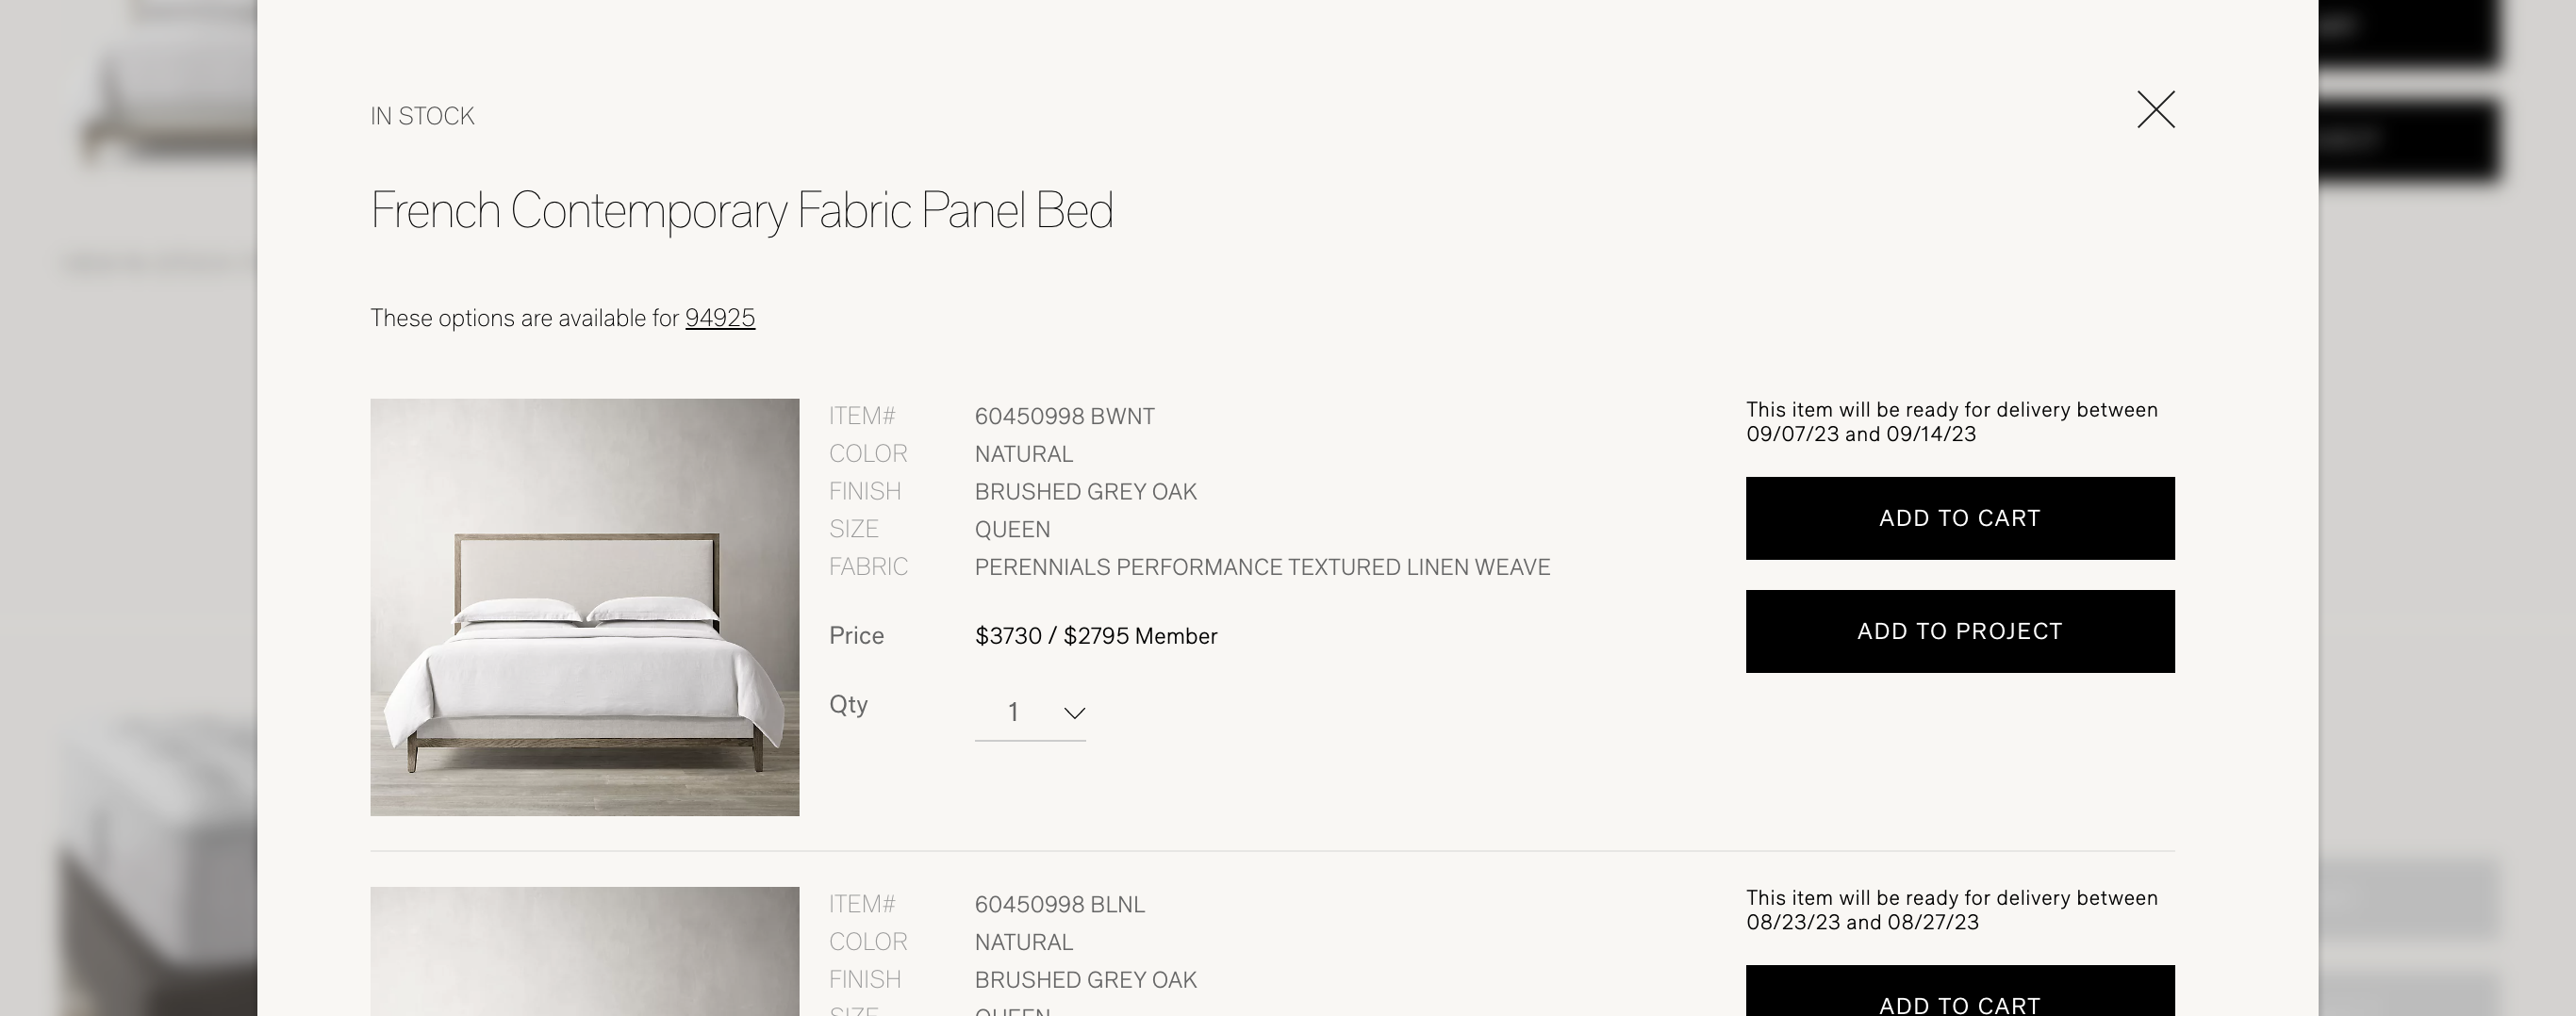 IN STOCK
French Contemporary Fabric Panel Bed
These options are available for 94925
ITEM# 60450998 BWNT
COLOR NATURAL
FINISH BRUSHED GREY OAK
SIZE QUEEN
FABRIC PERENNIALS PERFORMANCE TEXTURED LINEN WEAVE
Price $3730 / $2795 Member
Qty 1
This item will be ready for delivery between
09/07/23 and 09/14/23
ADD TO CART
ADD TO PROJECT
ITEM# 60450998 BLNL
COLOR NATURAL
FINISH BRUSHED GREY OAK
SIZE QUEEN
This item will be ready for delivery between
08/23/23 and 08/27/23
ADD TO CART